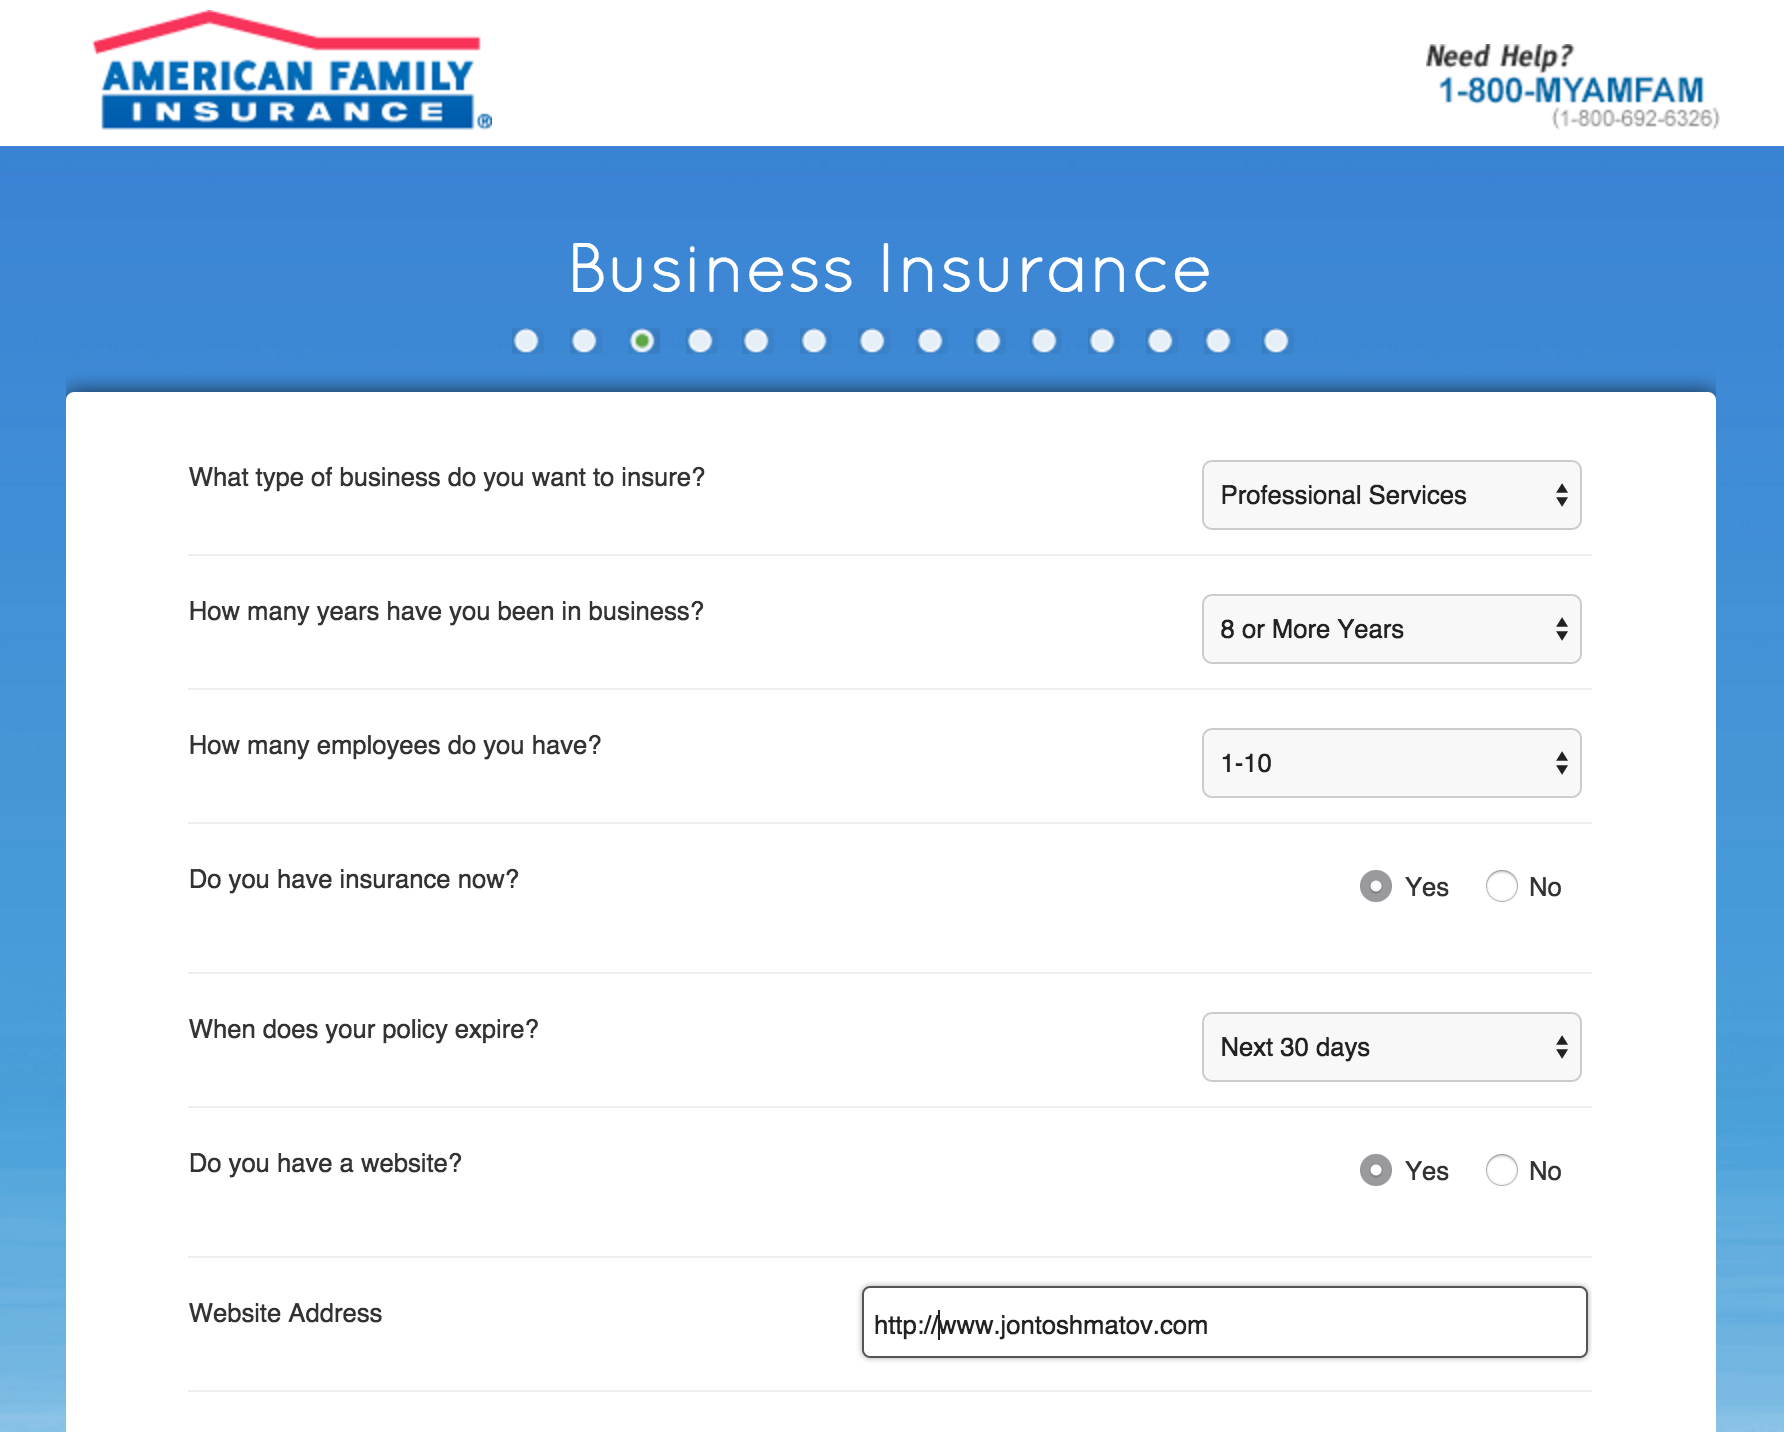 AMERICAN FAMILY
INSURANCE ®
Need Help?
1-800-MYAMFAM
(1-800-692-6326)
Business Insurance
What type of business do you want to insure?
Professional Services
How many years have you been in business?
8 or More Years
How many employees do you have?
1-10
Do you have insurance now?
Yes No
When does your policy expire?
Next 30 days
Do you have a website?
Yes No
Website Address
http://www.jontoshmatov.com